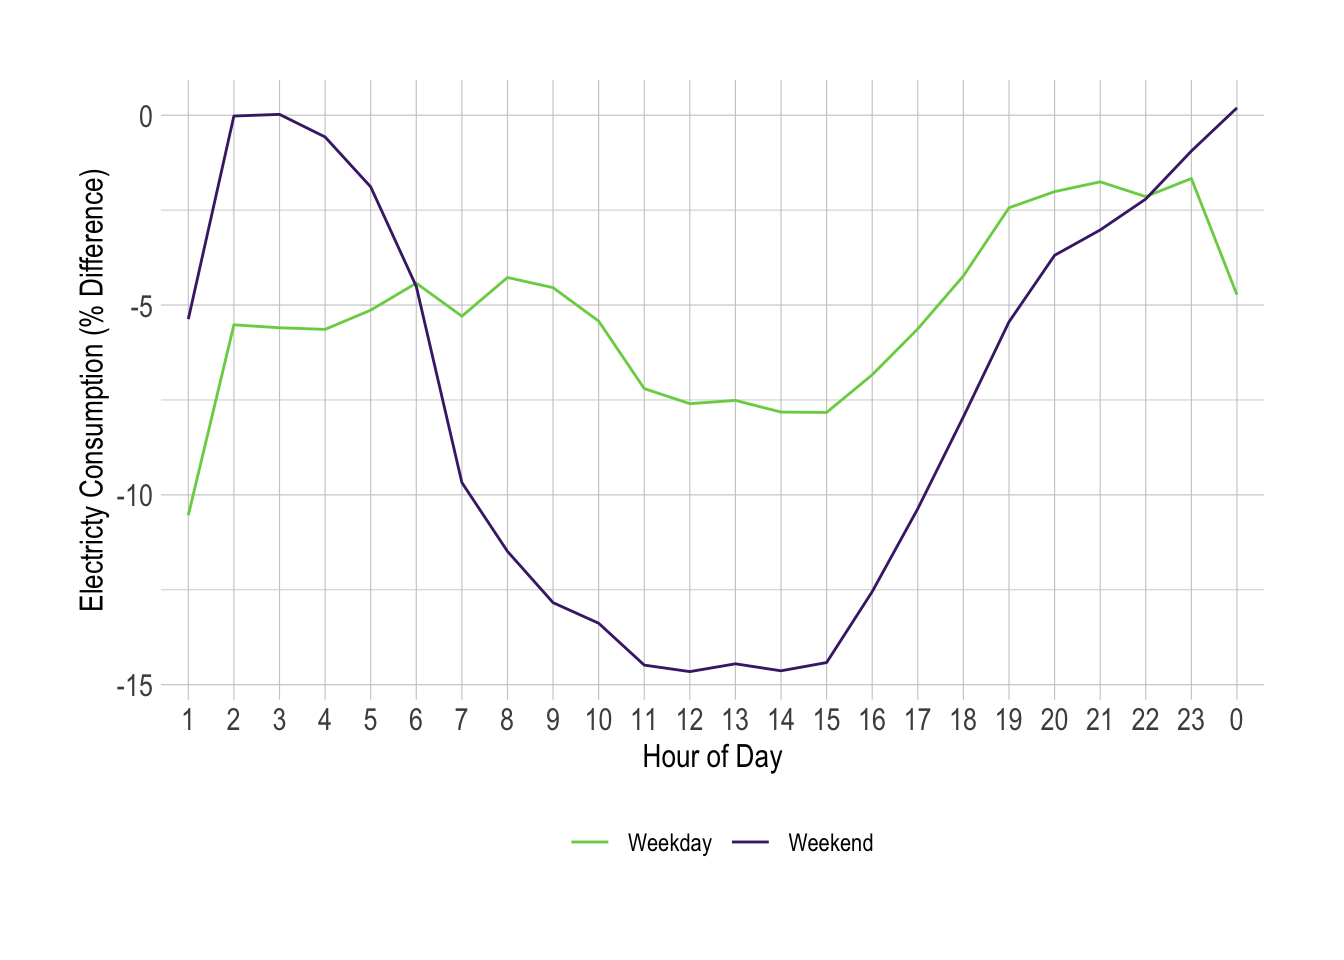 Electricty Consumption (% Difference)
0
-5
-10
-15
1 2 3 4 5 6 7 8 9 10 11 12 13 14 15 16 17 18 19 20 21 22 23 0
Hour of Day
Weekday Weekend